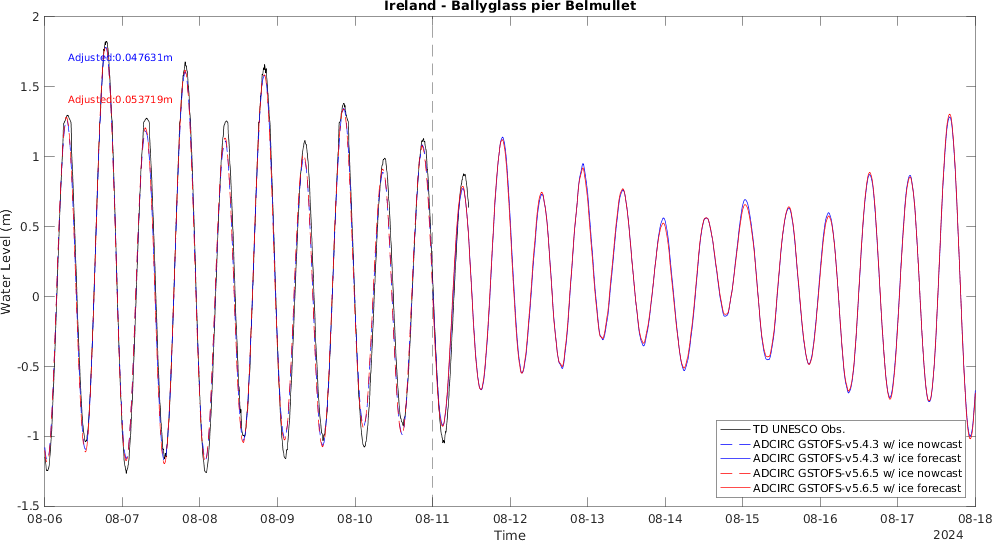 Ireland - Ballyglass pier Belmullet
Adjusted:0.047631m
Adjusted:0.053719m
Water Level (m)
2
1.5
1
0.5
0
-0.5
-1
-1.5
TD UNESCO Obs.
ADCIRC GSTOFS-v5.4.3 w/ ice nowcast
ADCIRC GSTOFS-v5.4.3 w/ ice forecast
ADCIRC GSTOFS-v5.6.5 w/ ice nowcast
ADCIRC GSTOFS-v5.6.5 w/ ice forecast
08-06 08-07 08-08 08-09 08-10 08-11 08-12 08-13 08-14 08-15 08-16 08-17 08-18
Time
2024